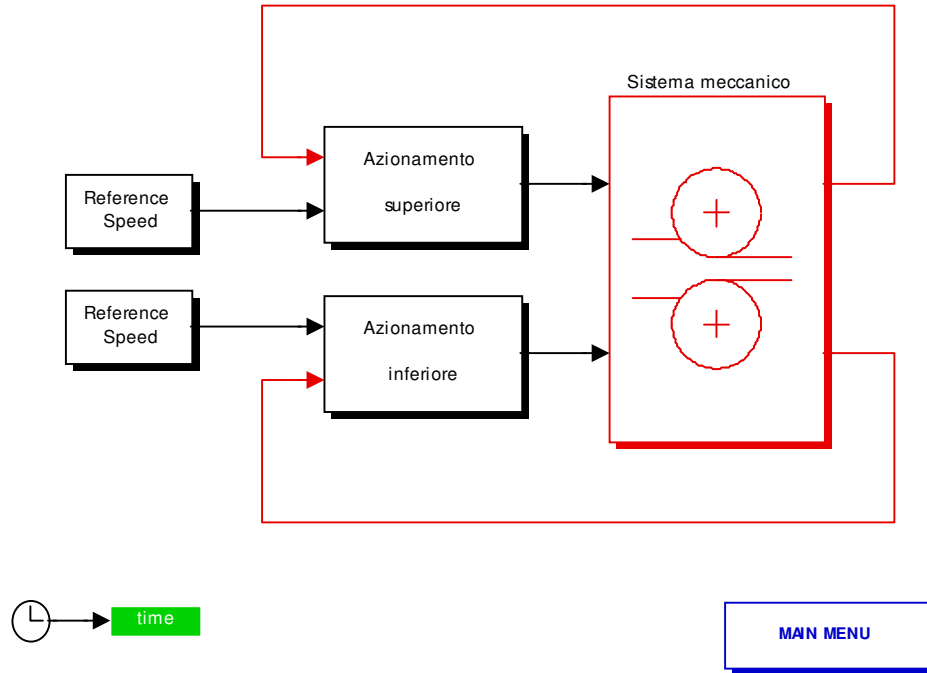 Sistema meccanico
Azionamento
superiore
Reference
Speed
Reference
Speed
Azionamento
inferiore
time
MAIN MENU